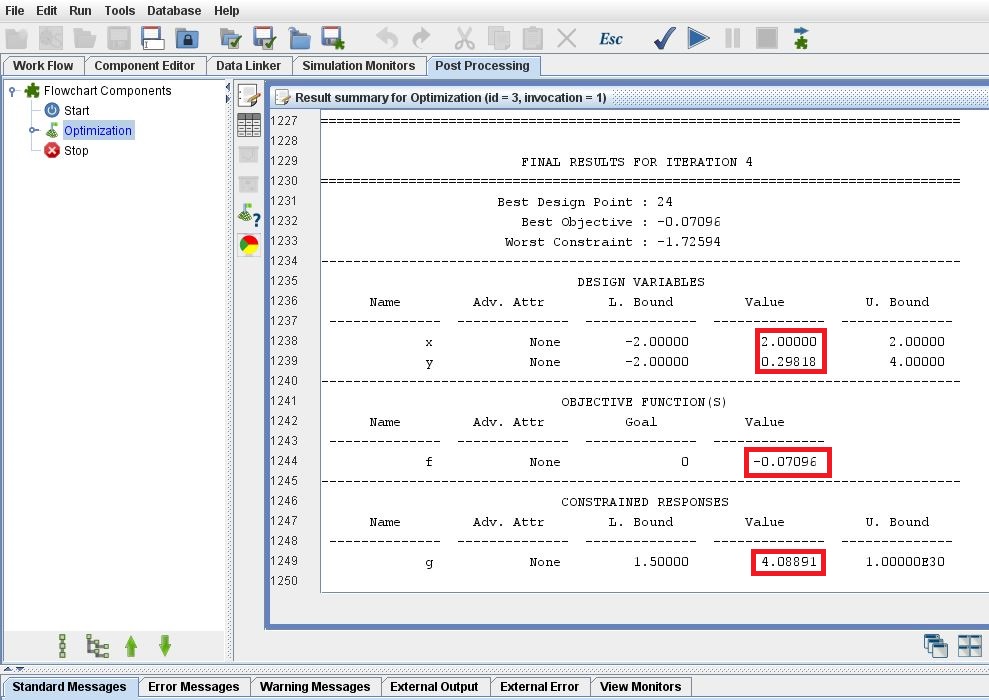 File Edit Run Tools Database Help
Esc
Work Flow Component Editor Data Linker Simulation Monitors Post Processing
Flowchart Components
Start
Optimization
Stop
?
Result summary for Optimization (id = 3, invocation = 1)
1227 ================================================================================
1228
1229 FINAL RESULTS FOR ITERATION 4
1230 ================================================================================
1231 Best Design Point : 24
1232 Best Objective : -0.07096
1233 Worst Constraint : -1.72594
1234 --------------------------------------------------------------------------------
1235 DESIGN VARIABLES
1236 Name Adv. Attr L. Bound Value U. Bound
1237 -------------- -------------- -------------- -------------- --------------
1238 x None -2.00000 2.00000 2.00000
1239 y None -2.00000 0.29818 4.00000
1240 --------------------------------------------------------------------------------
1241 OBJECTIVE FUNCTION(S)
1242 Name Adv. Attr Goal Value
1243 -------------- -------------- -------------- --------------
1244 f None 0 -0.07096
1245 --------------------------------------------------------------------------------
1246 CONSTRAINED RESPONSES
1247 Name Adv. Attr L. Bound Value U. Bound
1248 -------------- -------------- -------------- -------------- --------------
1249 g None 1.50000 4.08891 1.00000E30
1250
Standard Messages Error Messages Warning Messages External Output External Error View Monitors